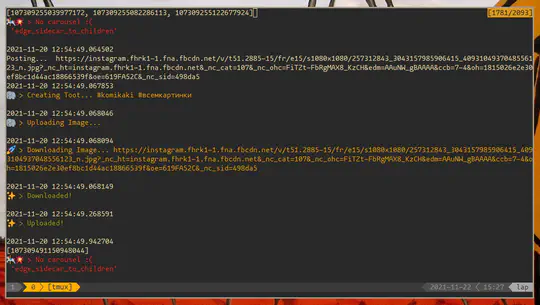 [107309255039977172, 107309255082286113, 107309255122677924]
[1781/2093]
> No carousel :(
'edge_sidecar_to_children'
2021-11-20 12:54:49.064502
Posting... https://instagram.fhrk1-1.fna.fbcdn.net/v/t51.2885-15/fr/e15/s1080x1080/257312843_3043157985906415_4093104937048556123_n.jpg?_nc_ht=instagram.fhrk1-1.fna.fbcdn.net&_nc_cat=107&_nc_ohc=FiTZt-FbRgMAX8_KzCH&edm=AAuNW_gBAAAA&ccb=7-4&oh=1815026e2e30ef8bc1d44ac18866539f&oe=619FA52C&_nc_sid=498da5
2021-11-20 12:54:49.067853
> Creating Toot... #komikaki #всемкартинки
2021-11-20 12:54:49.068046
> Uploading Image...
2021-11-20 12:54:49.068094
> Downloading Image... https://instagram.fhrk1-1.fna.fbcdn.net/v/t51.2885-15/fr/e15/s1080x1080/257312843_3043157985906415_4093104937048556123_n.jpg?_nc_ht=instagram.fhrk1-1.fna.fbcdn.net&_nc_cat=107&_nc_ohc=FiTZt-FbRgMAX8_KzCH&edm=AAuNW_gBAAAA&ccb=7-4&oh=1815026e2e30ef8bc1d44ac18866539f&oe=619FA52C&_nc_sid=498da5
2021-11-20 12:54:49.068149
> Downloaded!
2021-11-20 12:54:49.268591
> Uploaded!
2021-11-20 12:54:49.942704
[107309491150948044]
> No carousel :(
'edge_sidecar_to_children'
1 0 [tmux] 2021-11-22 15:27 lap